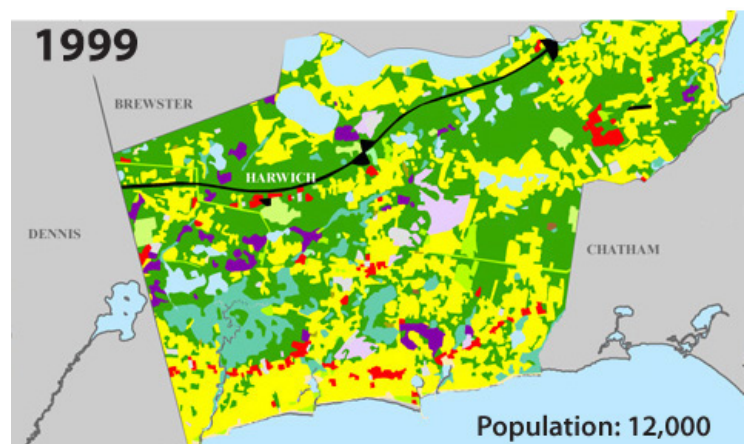 1999
BREWSTER
HARWICH
DENNIS
CHATHAM
Population: 12,000